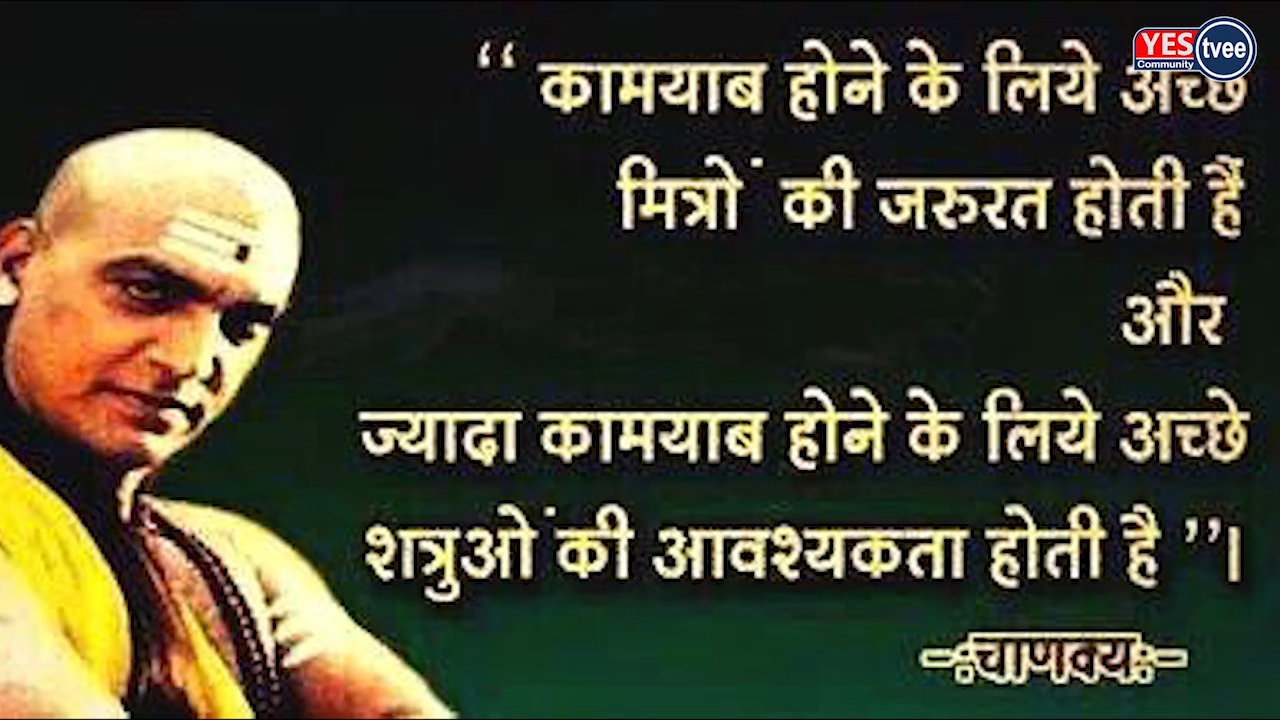 YES tvee
Community
“ कामयाब होने के लिये अच्छे
मित्रों की जरुरत होती हैं
और
ज्यादा कामयाब होने के लिये अच्छे
शत्रुओं की आवश्यकता होती है ”।
चाणक्य